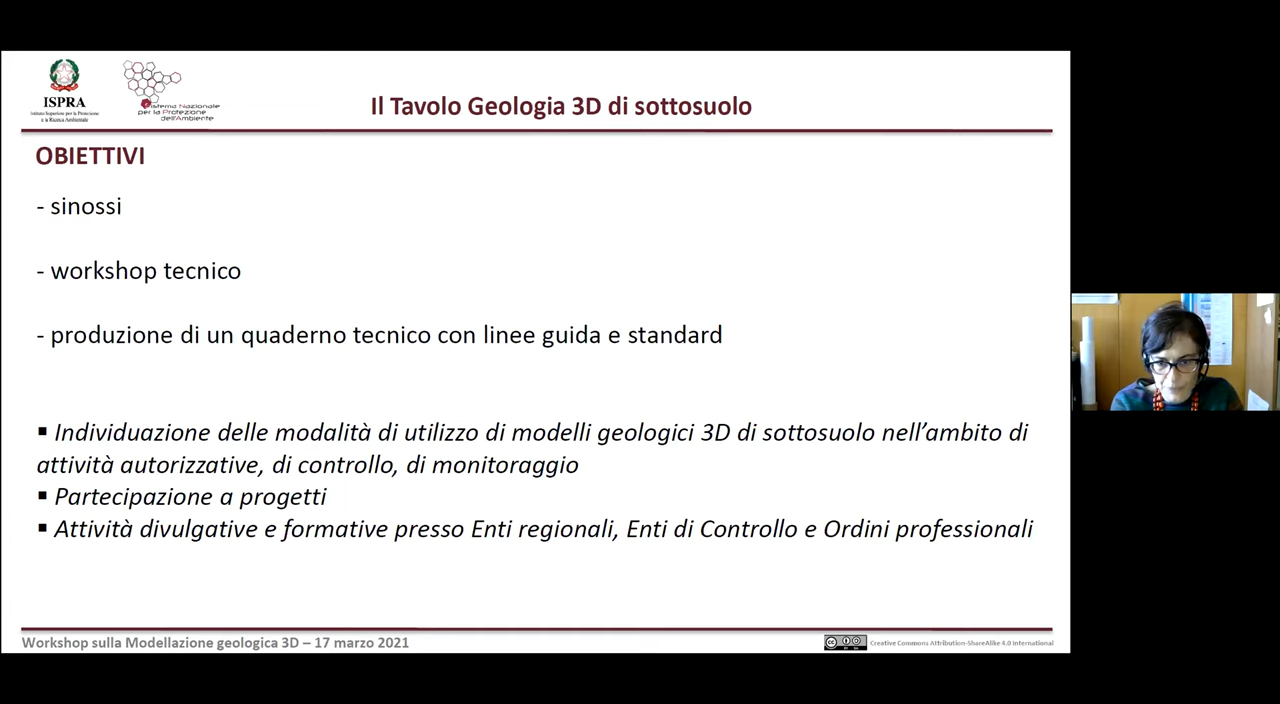 ISPRA
Istituto Superiore per la Protezione
e la Ricerca Ambientale
Sistema Nazionale
per la Protezione
dell'Ambiente
Il Tavolo Geologia 3D di sottosuolo
OBIETTIVI
- sinossi
- workshop tecnico
- produzione di un quaderno tecnico con linee guida e standard
▪ Individuazione delle modalità di utilizzo di modelli geologici 3D di sottosuolo nell’ambito di
attività autorizzative, di controllo, di monitoraggio
▪ Partecipazione a progetti
▪ Attività divulgative e formative presso Enti regionali, Enti di Controllo e Ordini professionali
Workshop sulla Modellazione geologica 3D – 17 marzo 2021
cc BY SA
Creative Commons Attribution-ShareAlike 4.0 International